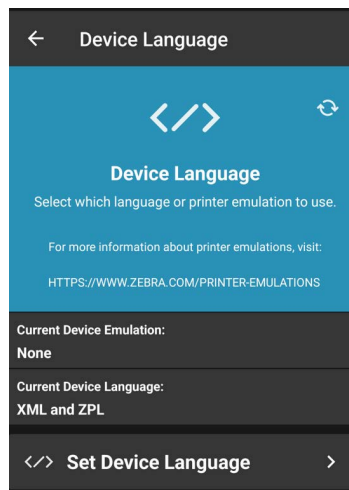 Device Language
Device Language
Select which language or printer emulation to use.
For more information about printer emulations, visit:
HTTPS://WWW.ZEBRA.COM/PRINTER-EMULATIONS
Current Device Emulation:
None
Current Device Language:
XML and ZPL
Set Device Language